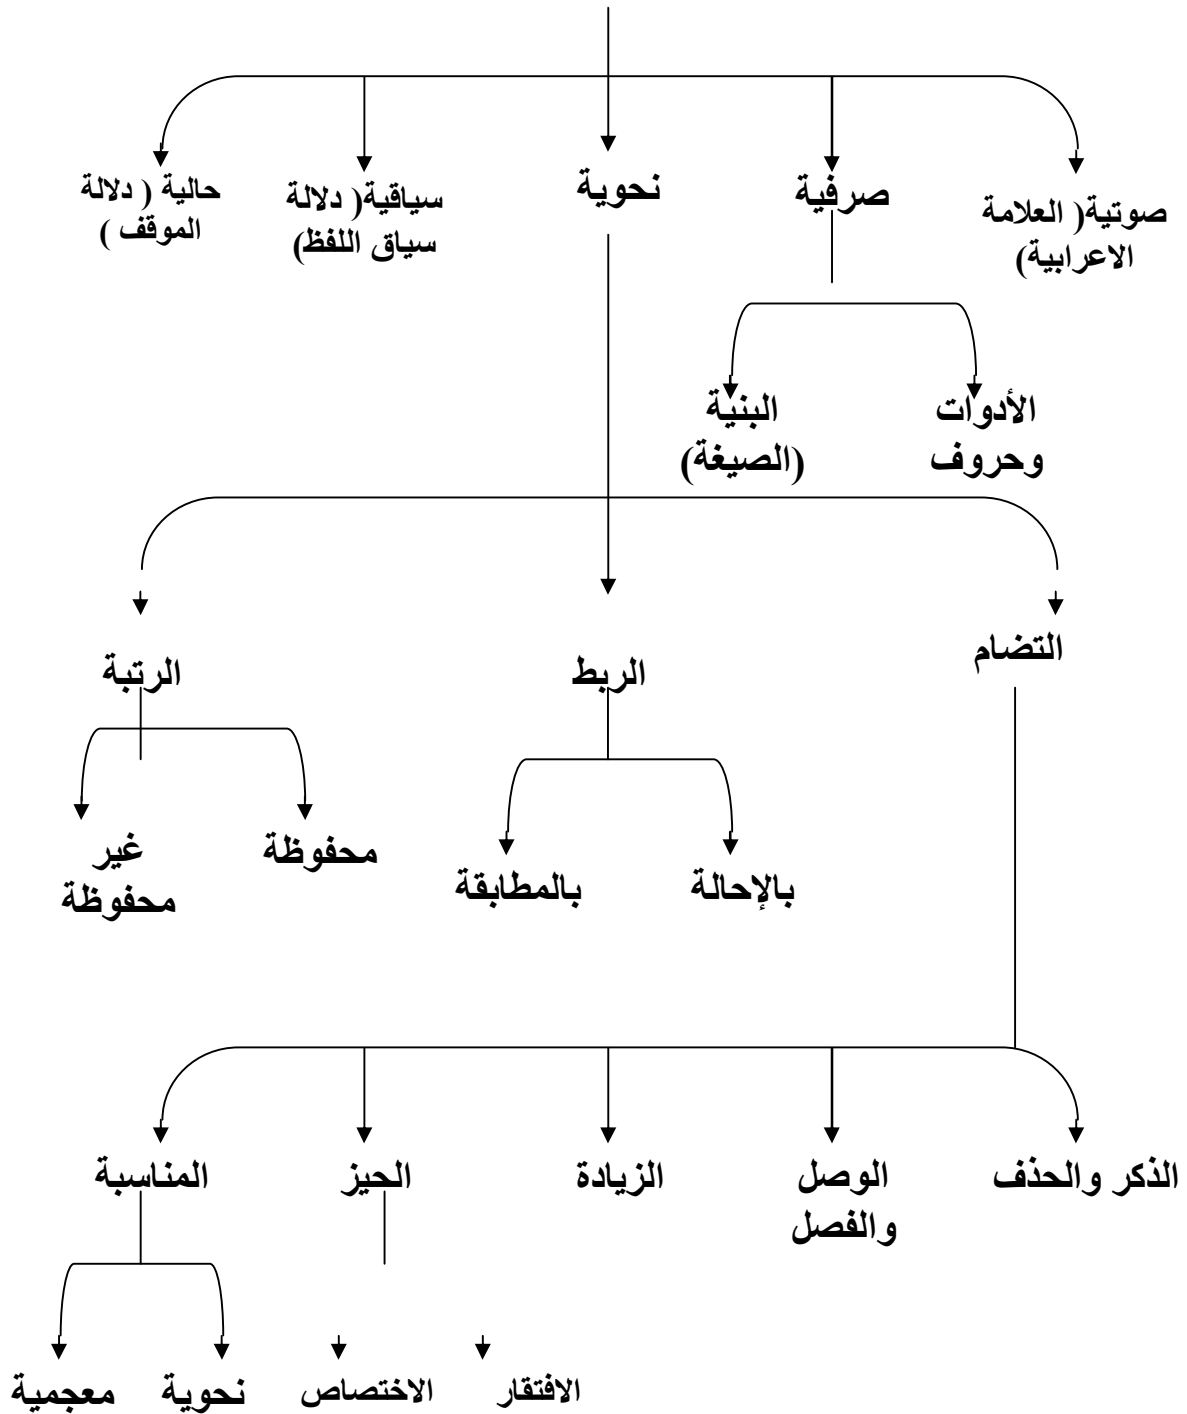 صوتية( العلامة
الاعرابية)
صرفية
نحوية
سياقية( دلالة
سياق اللفظ)
حالية ( دلالة
الموقف )
الأدوات
وحروف
البنية
(الصيغة)
التضام
الربط
الرتبة
بالإحالة
بالمطابقة
محفوظة
غير
محفوظة
الذكر والحذف
الوصل
والفصل
الزيادة
الحيز
المناسبة
الافتقار
الاختصاص
نحوية
معجمية